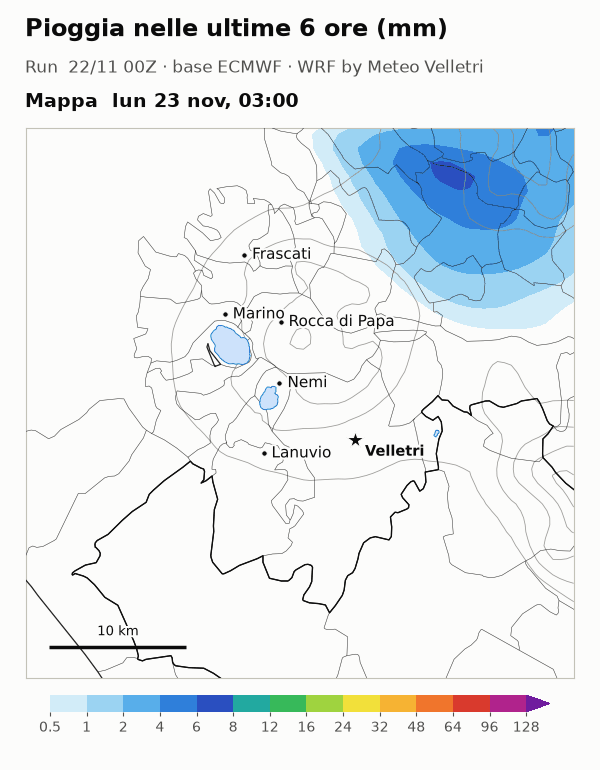 Pioggia nelle ultime 6 ore (mm)
Run  22/11 00Z · base ECMWF · WRF by Meteo Velletri
Mappa  lun 23 nov, 03:00
Frascati
Marino
Rocca di Papa
Nemi
Velletri
Lanuvio
10 km
0.5 1 2 4 6 8 12 16 24 32 48 64 96 128